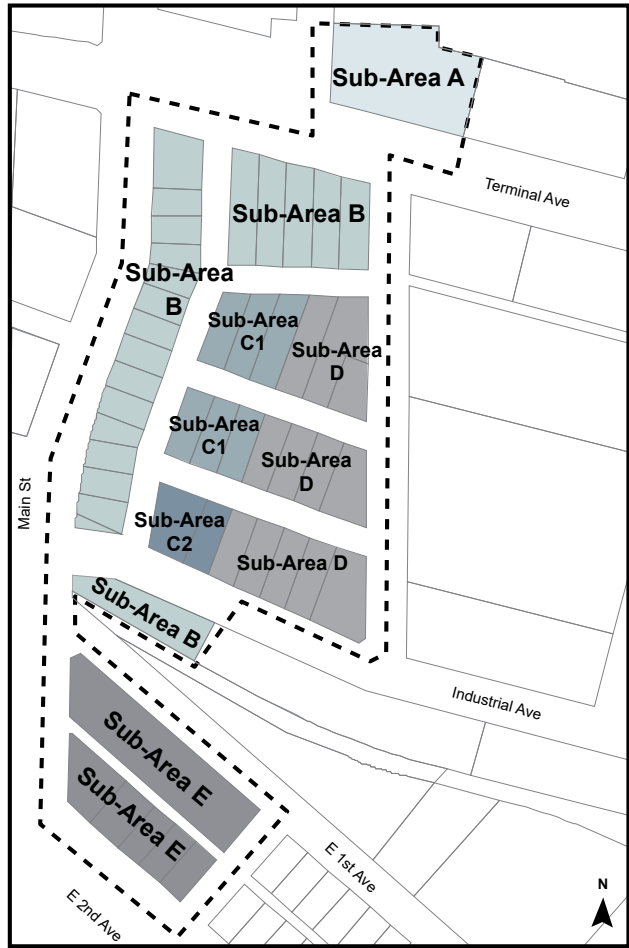 Sub-Area A
Terminal Ave
Sub-Area B
Sub-Area
B
Sub-Area
C1
Sub-Area
D
Sub-Area
C1
Sub-Area
D
Main St
Sub-Area
C2
Sub-Area D
Sub-Area B
Industrial Ave
Sub-Area E
Sub-Area E
E 1st Ave
E 2nd Ave
N